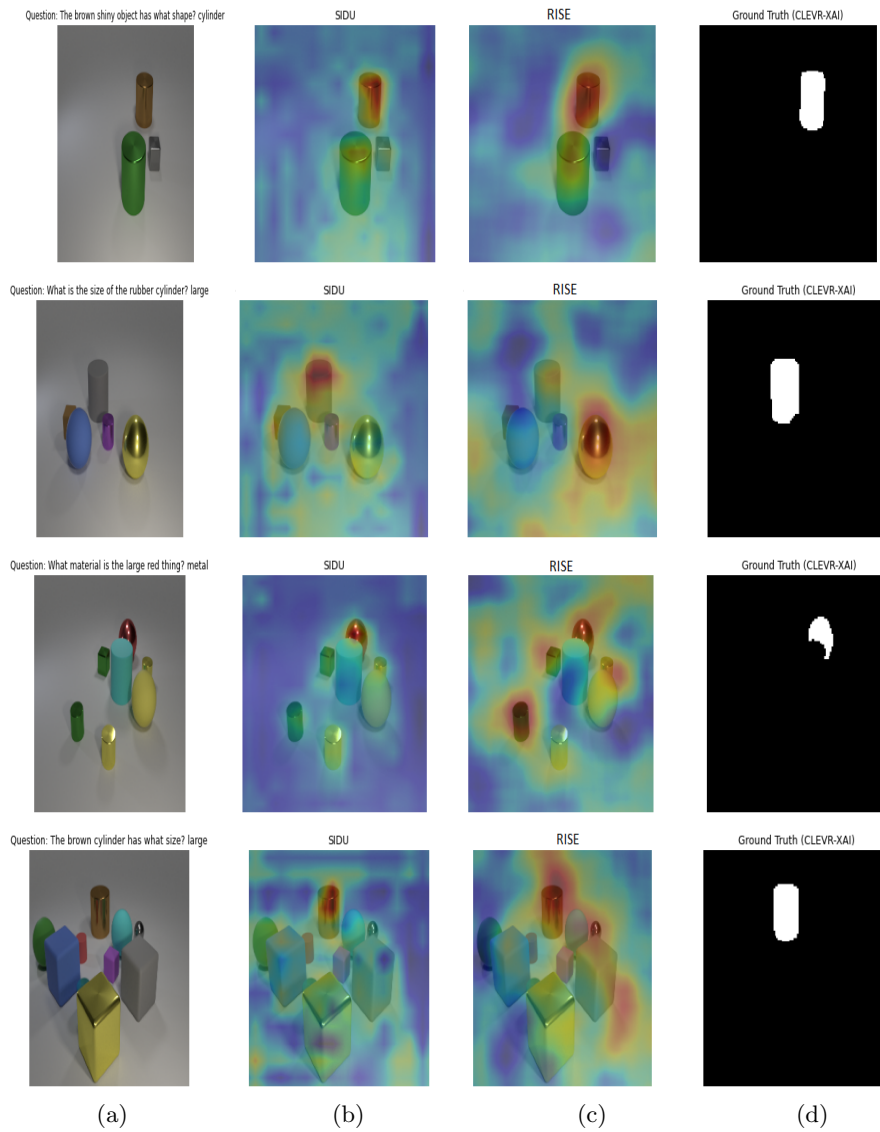 Question: The brown shiny object has what shape? cylinder SIDU RISE Ground Truth (CLEVR-XAI)
Question: What is the size of the rubber cylinder? large SIDU RISE Ground Truth (CLEVR-XAI)
Question: What material is the large red thing? metal SIDU RISE Ground Truth (CLEVR-XAI)
Question: The brown cylinder has what size? large SIDU RISE Ground Truth (CLEVR-XAI)
(a) (b) (c) (d)